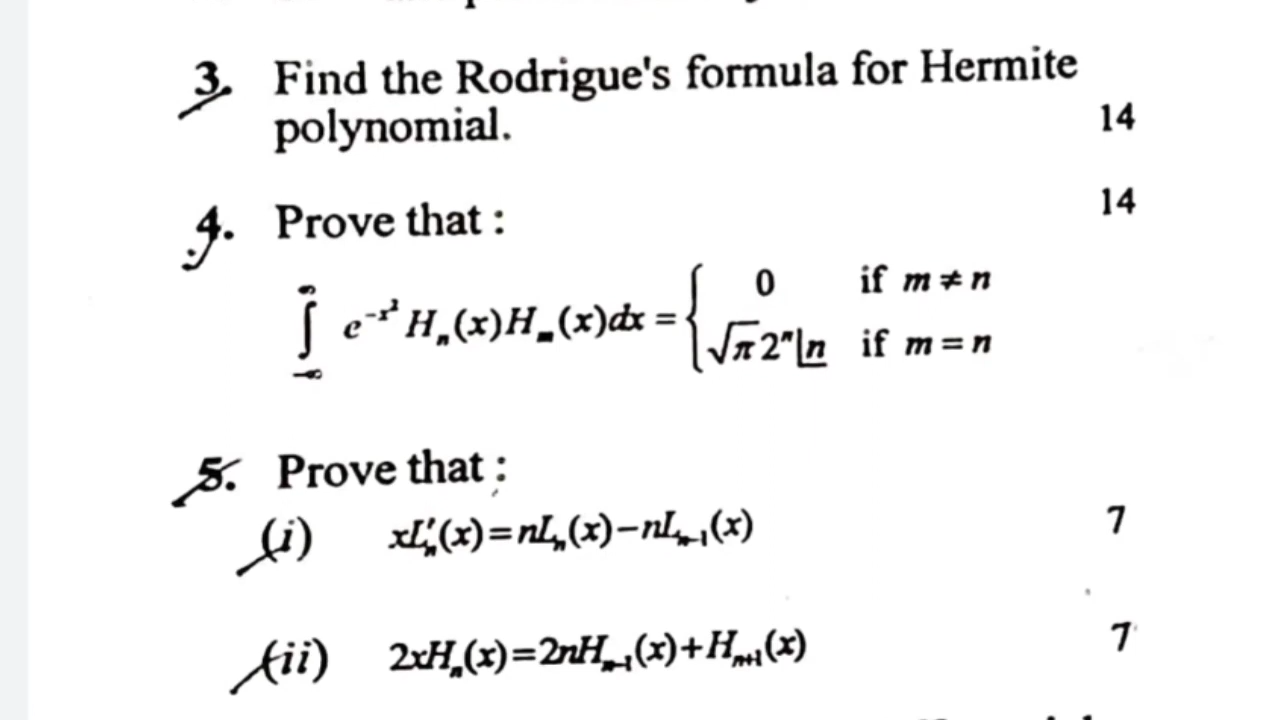 3. Find the Rodrigue's formula for Hermite
polynomial. 14
4. Prove that : 14
∫_{-∞}^{∞} e^{-x²} H_n(x)H_m(x)dx = { 0 if m ≠ n
√π 2ⁿ |n if m = n
5. Prove that :
(i) xL'_n(x)=nL_n(x)−nL_{n-1}(x) 7
(ii) 2xH_n(x)=2nH_{n-1}(x)+H_{n+1}(x) 7